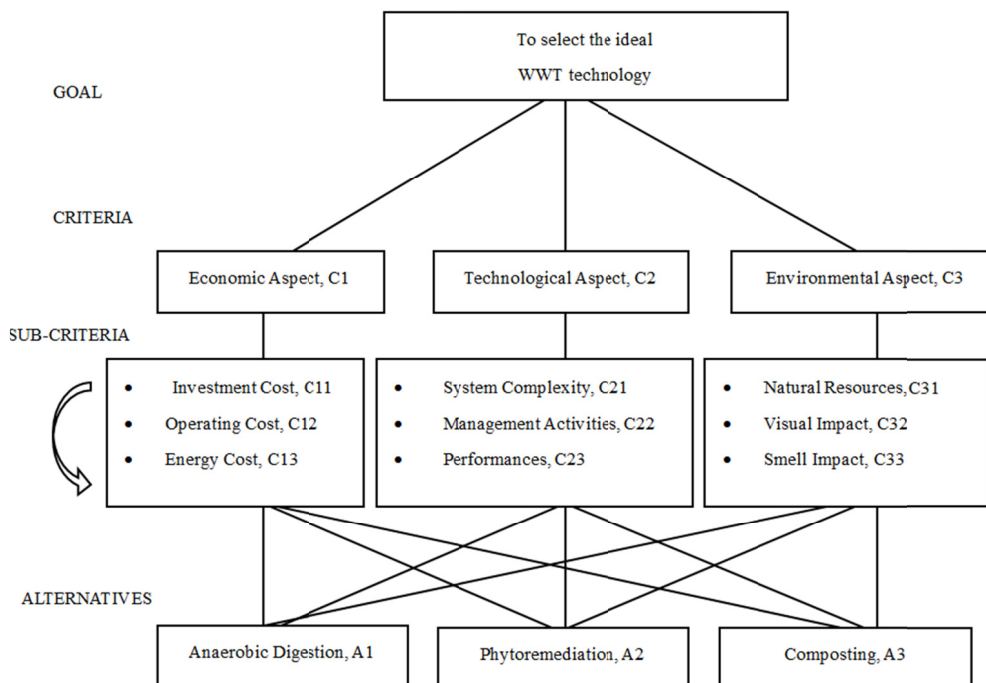 To select the ideal
WWT technology
GOAL
CRITERIA
Economic Aspect, C1
Technological Aspect, C2
Environmental Aspect, C3
SUB-CRITERIA
• Investment Cost, C11
• Operating Cost, C12
• Energy Cost, C13
• System Complexity, C21
• Management Activities, C22
• Performances, C23
• Natural Resources, C31
• Visual Impact, C32
• Smell Impact, C33
ALTERNATIVES
Anaerobic Digestion, A1
Phytoremediation, A2
Composting, A3